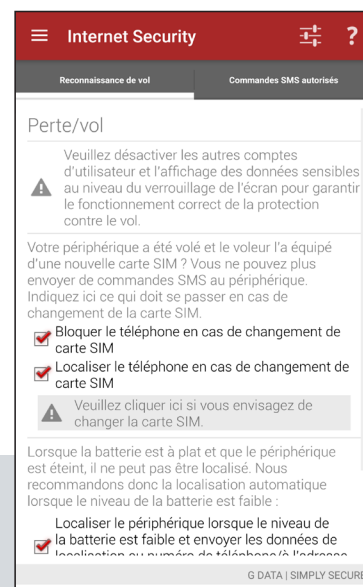 Internet Security
?
Reconnaissance de vol
Commandes SMS autorisés
Perte/vol
Veuillez désactiver les autres comptes
d'utilisateur et l'affichage des données sensibles
au niveau du verrouillage de l'écran pour garantir
le fonctionnement correct de la protection
contre le vol.
Votre périphérique a été volé et le voleur l'a équipé
d'une nouvelle carte SIM ? Vous ne pouvez plus
envoyer de commandes SMS au périphérique.
Indiquez ici ce qui doit se passer en cas de
changement de la carte SIM.
Bloquer le téléphone en cas de changement de
carte SIM
Localiser le téléphone en cas de changement de
carte SIM
Veuillez cliquer ici si vous envisagez de
changer la carte SIM.
Lorsque la batterie est à plat et que le périphérique
est éteint, il ne peut pas être localisé. Nous
recommandons donc la localisation automatique
lorsque le niveau de la batterie est faible :
Localiser le périphérique lorsque le niveau de
la batterie est faible et envoyer les données de
localisation au numéro de téléphone/à l'adresse
G DATA | SIMPLY SECURE